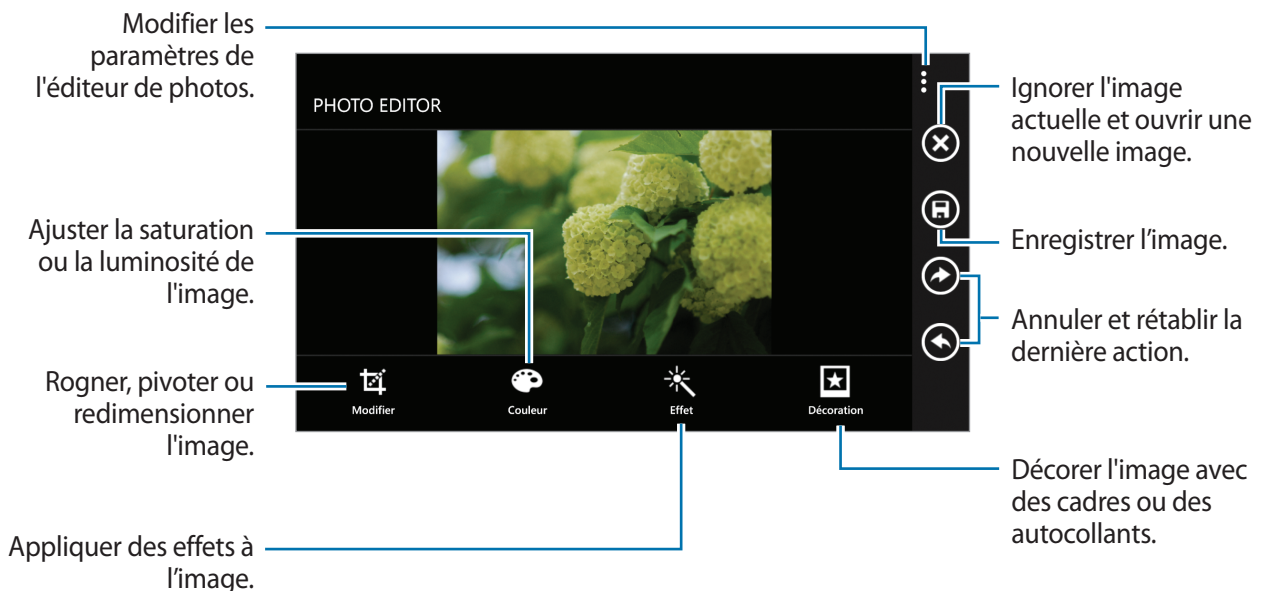 Modifier les
paramètres de
l'éditeur de photos.
PHOTO EDITOR
Ignorer l'image
actuelle et ouvrir une
nouvelle image.
Ajuster la saturation
ou la luminosité de
l'image.
Enregistrer l’image.
Annuler et rétablir la
dernière action.
Rogner, pivoter ou
redimensionner
l'image.
Modifier
Couleur
Effet
Décoration
Décorer l'image avec
des cadres ou des
autocollants.
Appliquer des effets à
l’image.